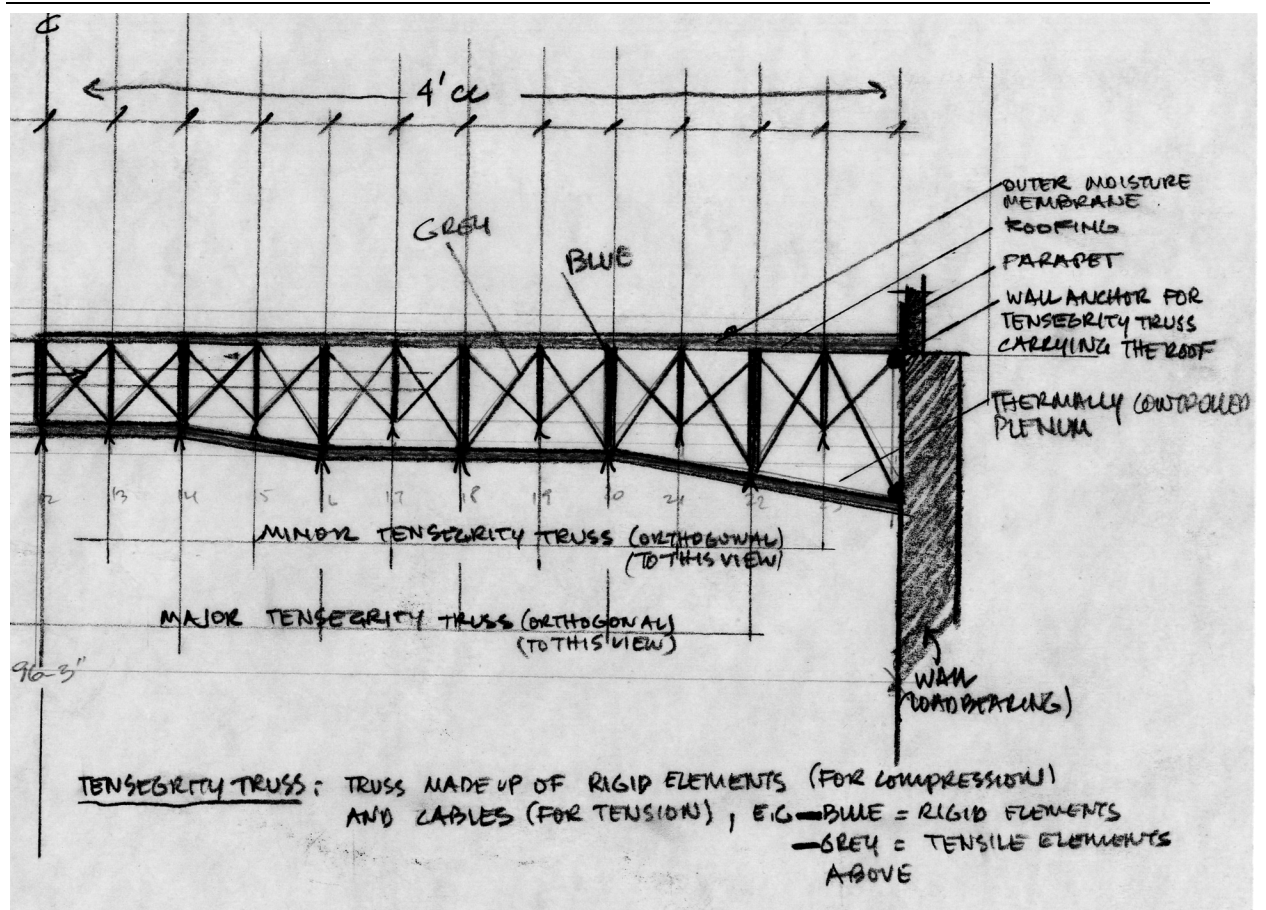 ℄
4' cc
GREY
BLUE
OUTER MOISTURE
MEMBRANE
ROOFING
PARAPET
WALL ANCHOR FOR
TENSEGRITY TRUSS
CARRYING THE ROOF
THERMALLY CONTROLLED
PLENUM
12 13 14 15 16 17 18 19 20 21 22 23
MINOR TENSEGRITY TRUSS (ORTHOGONAL)
(TO THIS VIEW)
MAJOR TENSEGRITY TRUSS (ORTHOGONAL)
(TO THIS VIEW)
96-3"
WALL
(LOADBEARING)
TENSEGRITY TRUSS: TRUSS MADE UP OF RIGID ELEMENTS (FOR COMPRESSION)
AND CABLES (FOR TENSION), E.G — BLUE = RIGID ELEMENTS
— GREY = TENSILE ELEMENTS
ABOVE